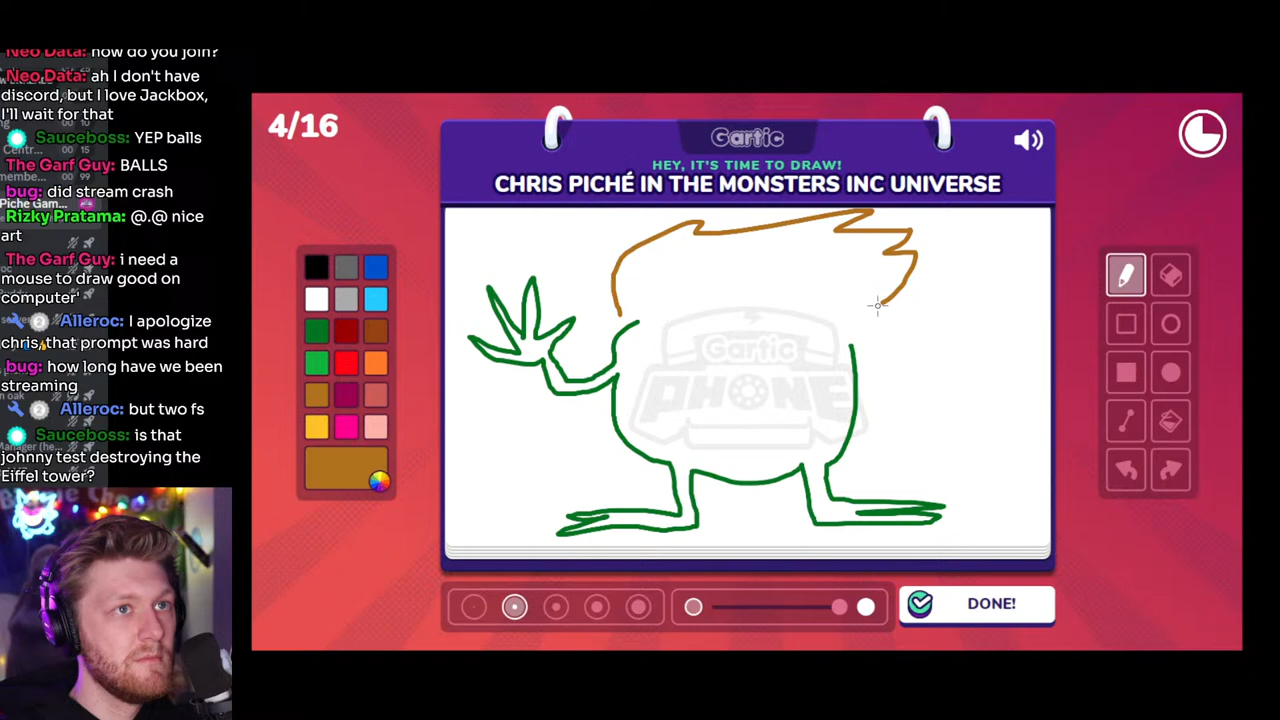 Neo Data: how do you join?
Neo Data: ah I don't have
discord, but I love Jackbox,
I'll wait for that
Sauceboss: YEP balls
The Garf Guy: BALLS
bug: did stream crash
Rizky Pratama: @.@ nice
art
The Garf Guy: i need a
mouse to draw good on
computer'
2 Alleroc: I apologize
chris, that prompt was hard
bug: how long have we been
streaming
2 Alleroc: but two fs
Sauceboss: is that
johnny test destroying the
Eiffel tower?
4/16
Gartic
HEY, IT'S TIME TO DRAW!
CHRIS PICHÉ IN THE MONSTERS INC UNIVERSE
Gartic
PHONE
DONE!